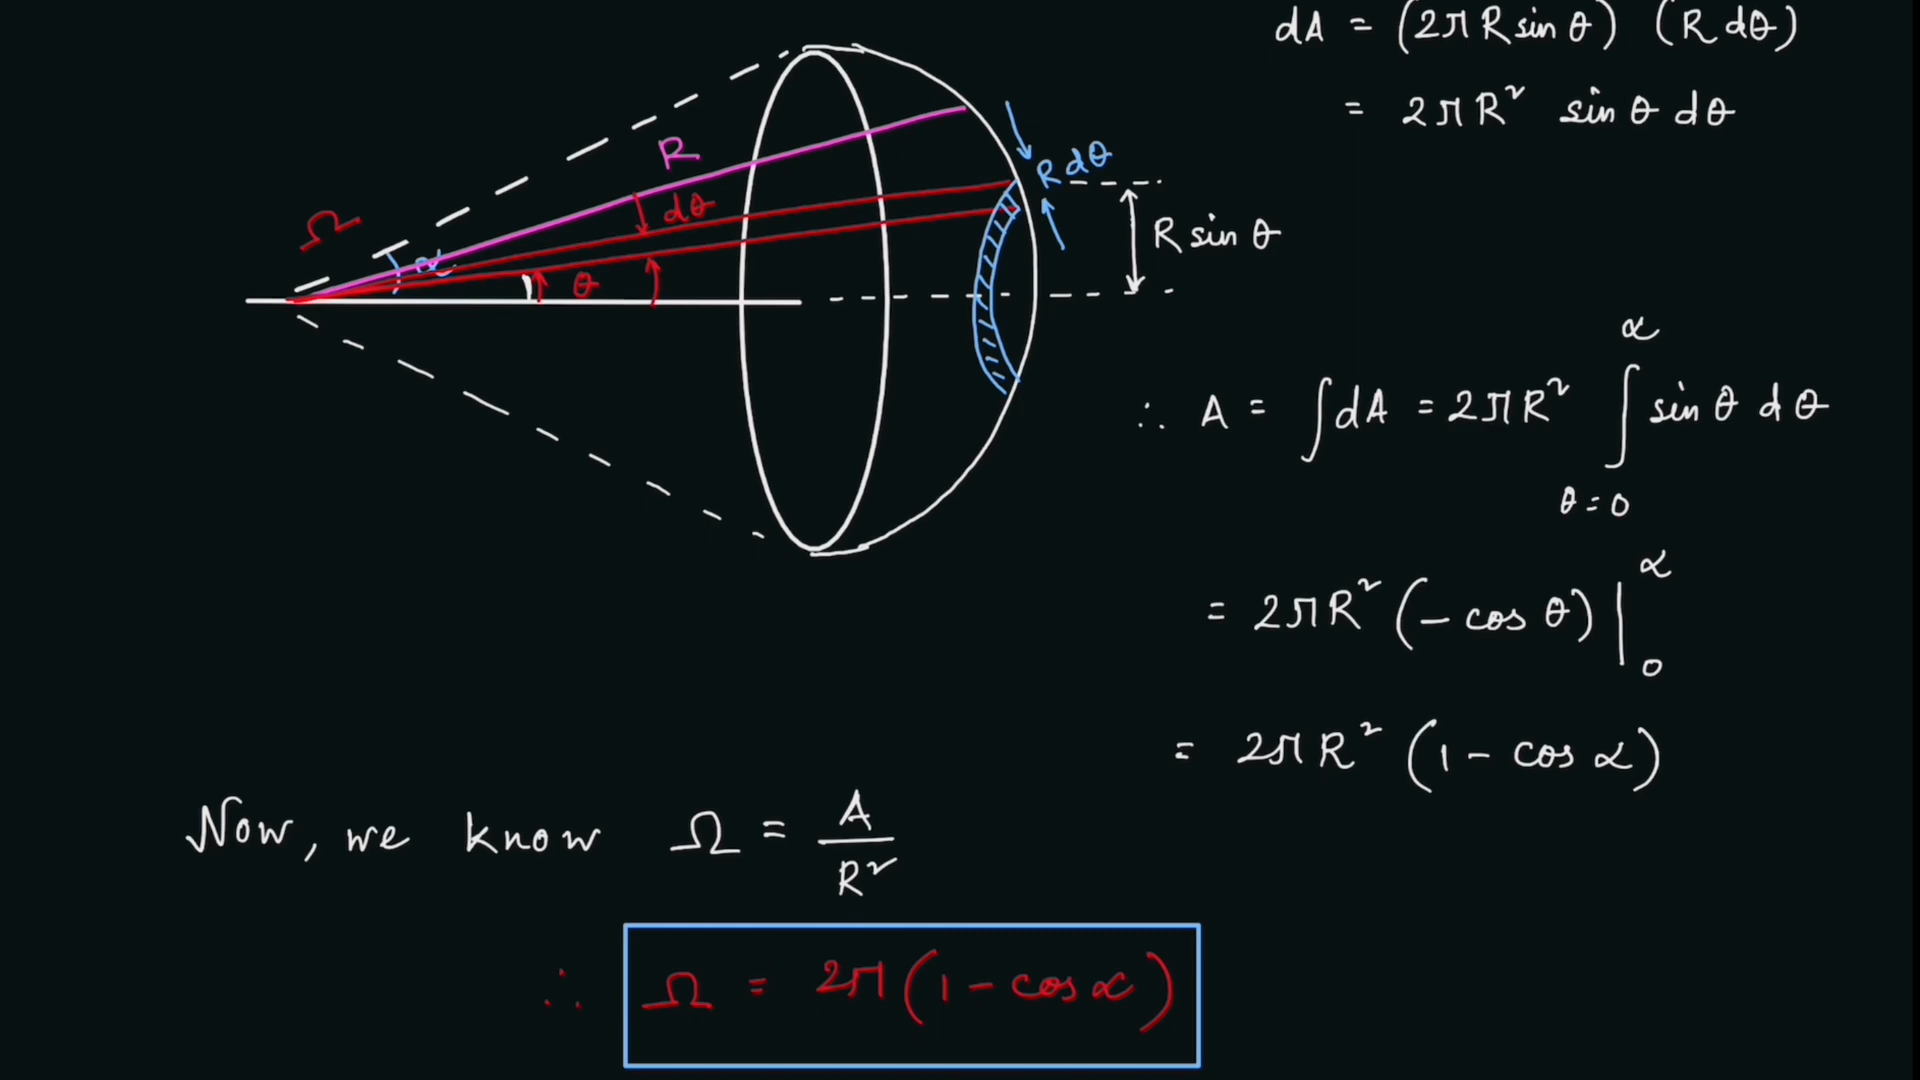 dA = (2πR sin θ) (R dθ)
= 2πR² sin θ dθ
R
R dθ
dθ
Ω
R sin θ
α
θ
∴ A = ∫dA = 2πR² ∫_{θ=0}^{α} sin θ dθ
= 2πR² (- cos θ) |_0^α
= 2πR² (1 - cos α)
Now, we know Ω = A/R²
∴ Ω = 2π(1 - cos α)